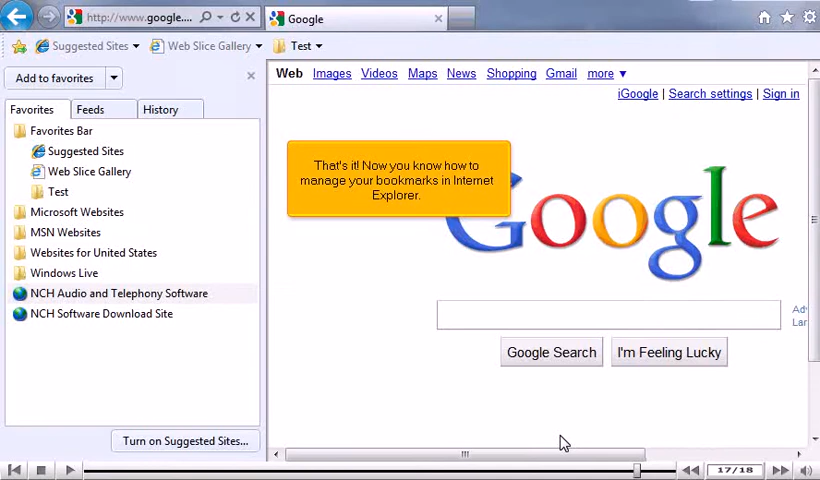 http://www.google....
Google
Suggested Sites
Web Slice Gallery
Test
Add to favorites
Favorites
Feeds
History
Favorites Bar
Suggested Sites
Web Slice Gallery
Test
Microsoft Websites
MSN Websites
Websites for United States
Windows Live
NCH Audio and Telephony Software
NCH Software Download Site
Turn on Suggested Sites...
Web Images Videos Maps News Shopping Gmail more ▼
iGoogle | Search settings | Sign in
That's it! Now you know how to
manage your bookmarks in Internet
Explorer.
Google
Adv
Lan
Google Search
I'm Feeling Lucky
17/18